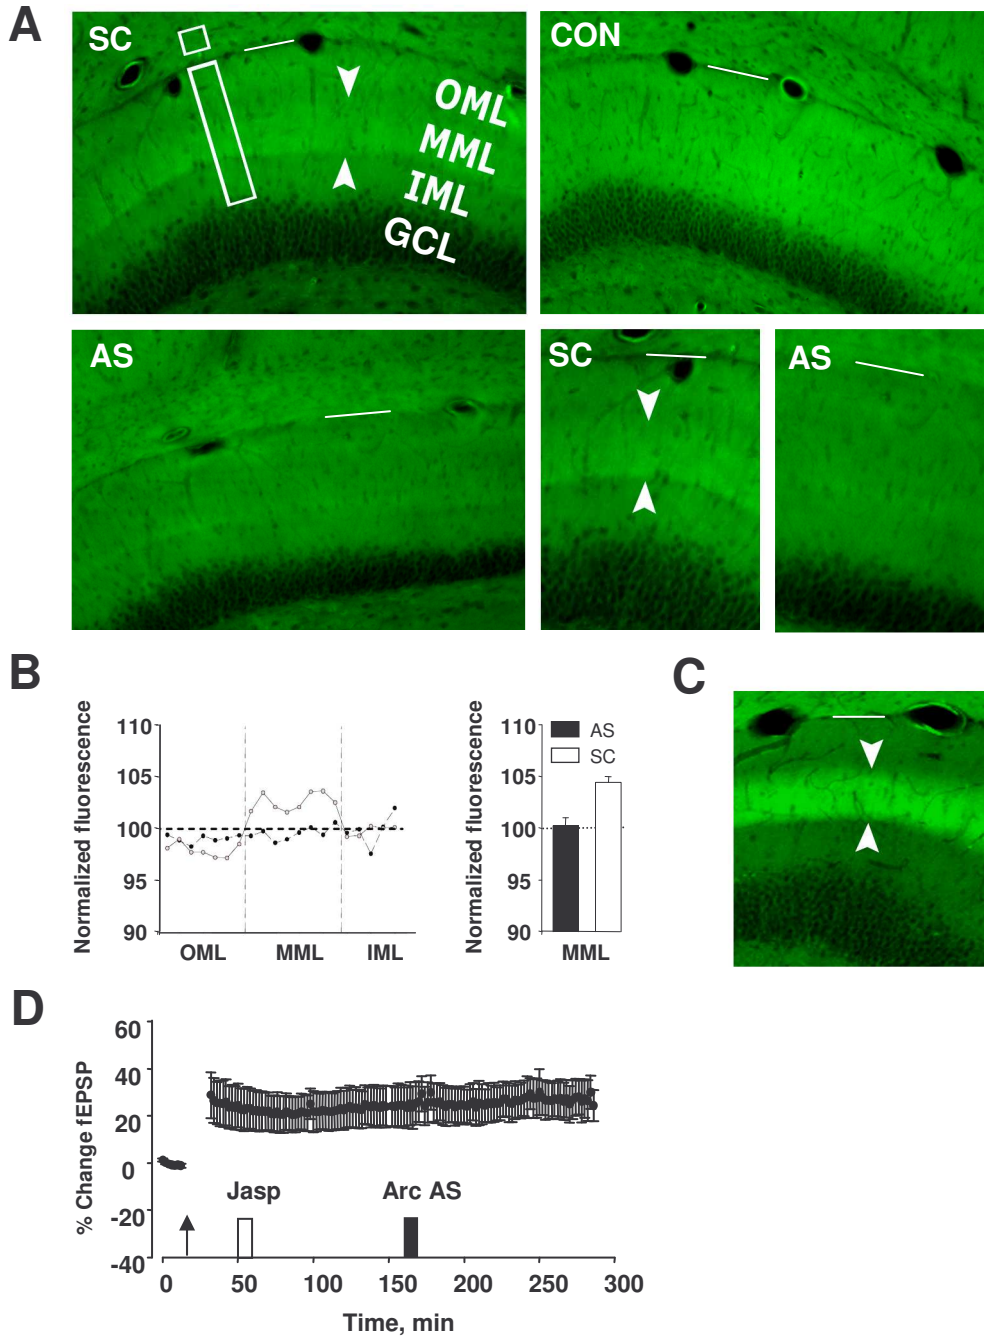 A
SC
OML
MML
IML
GCL
CON
AS
SC
AS
B
Normalized fluorescence
110
105
100
95
90
OML MML IML
Normalized fluorescence
110
105
100
95
90
AS
SC
MML
C
D
% Change fEPSP
60
40
20
0
-20
-40
Jasp
Arc AS
0 50 100 150 200 250 300
Time, min